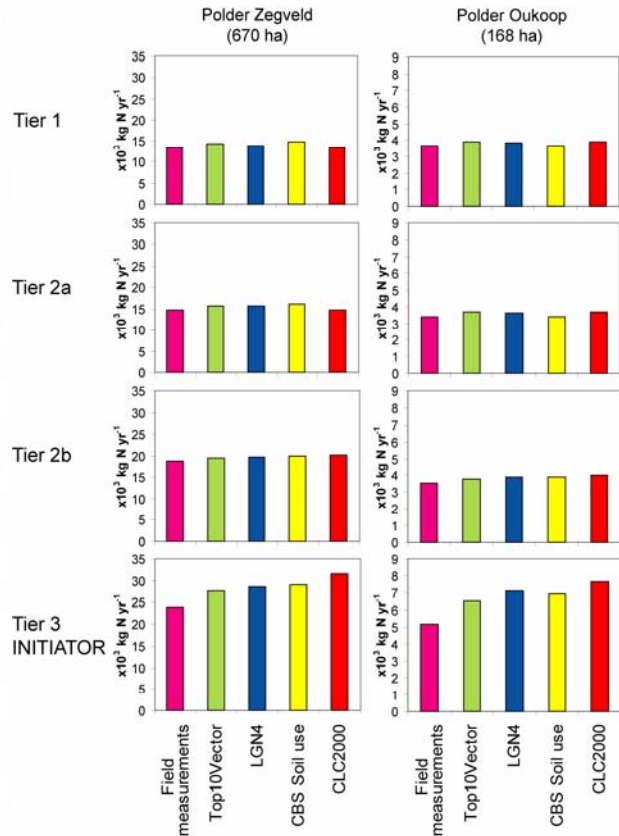 Polder Zegveld
(670 ha)
Polder Oukoop
(168 ha)
Tier 1
x10³ kg N yr⁻¹
35
30
25
20
15
10
5
0
x10³ kg N yr⁻¹
9
8
7
6
5
4
3
2
1
0
Tier 2a
x10³ kg N yr⁻¹
35
30
25
20
15
10
5
0
x10³ kg N yr⁻¹
9
8
7
6
5
4
3
2
1
0
Tier 2b
x10³ kg N yr⁻¹
35
30
25
20
15
10
5
0
x10³ kg N yr⁻¹
9
8
7
6
5
4
3
2
1
0
Tier 3
INITIATOR
x10³ kg N yr⁻¹
35
30
25
20
15
10
5
0
x10³ kg N yr⁻¹
9
8
7
6
5
4
3
2
1
0
Field
measurements
Top10Vector
LGN4
CBS Soil use
CLC2000
Field
measurements
Top10Vector
LGN4
CBS Soil use
CLC2000